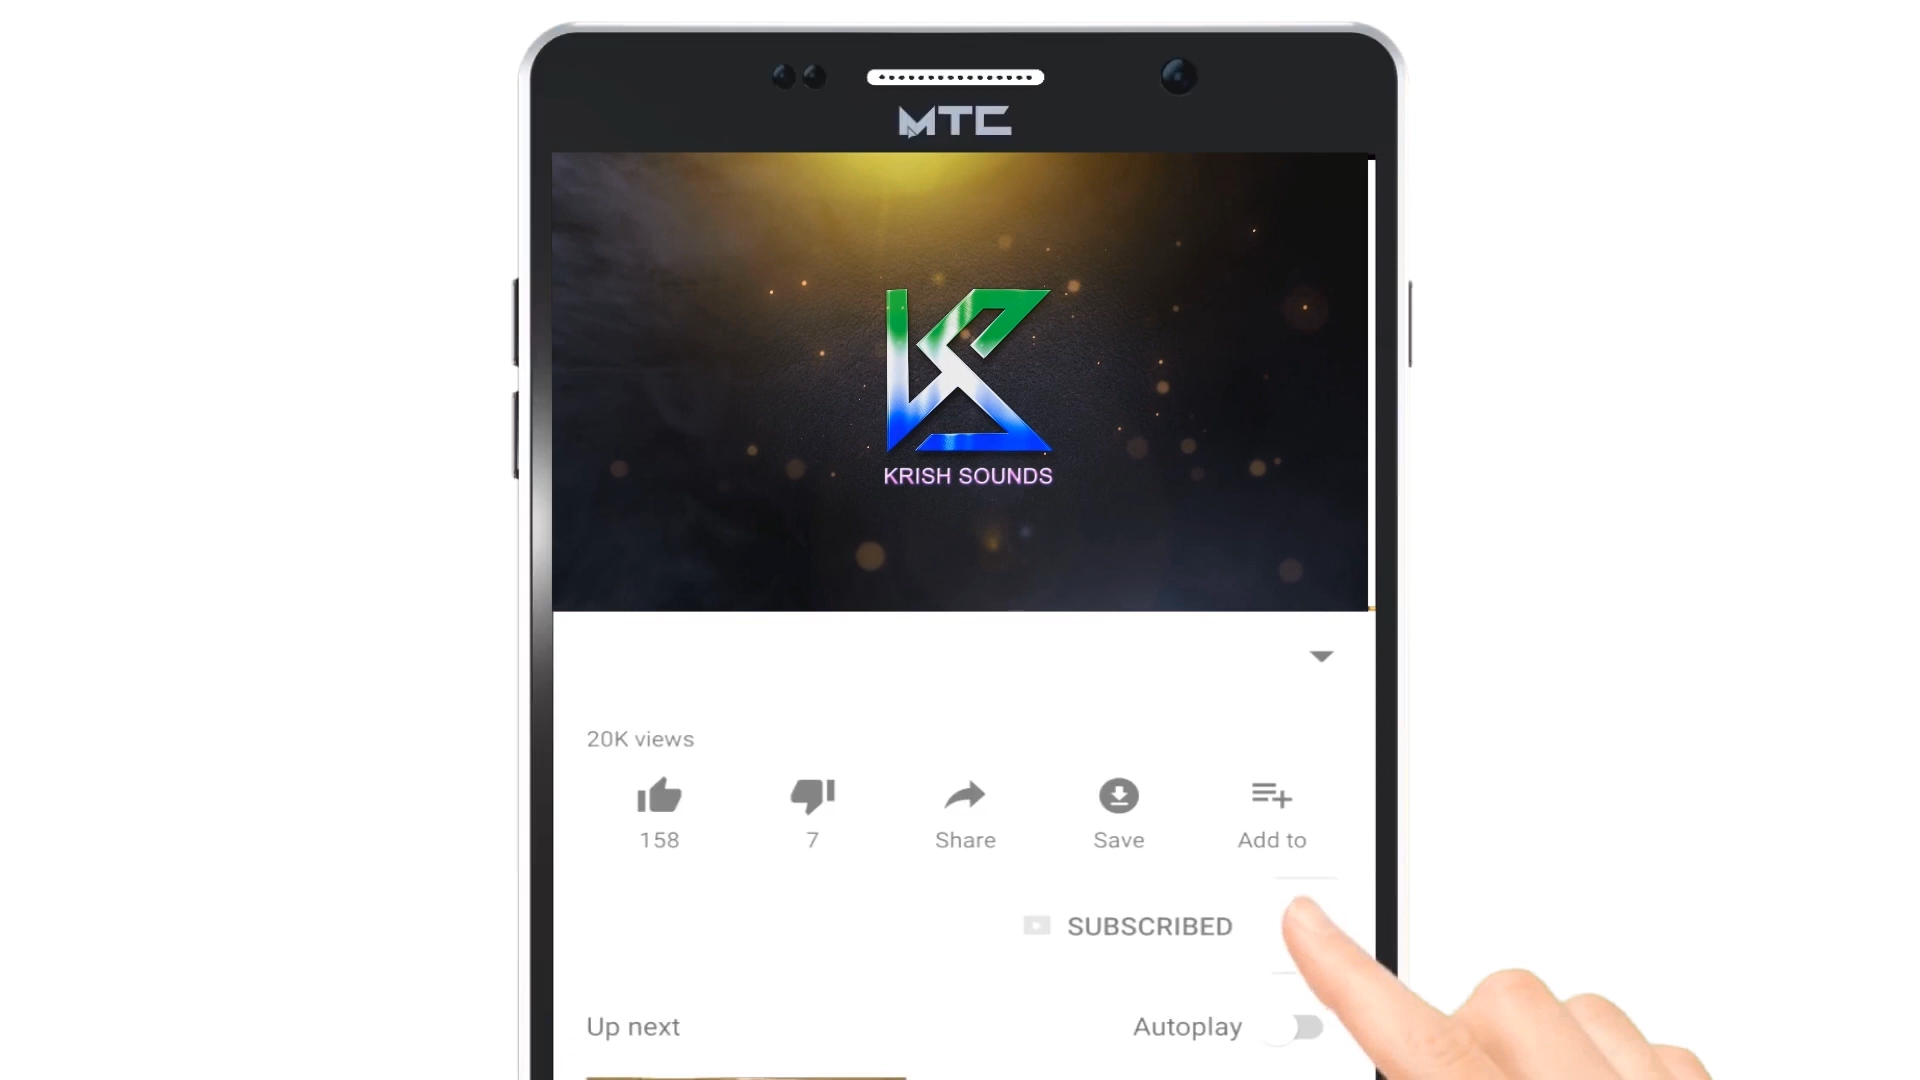 MTC
KRISH SOUNDS
20K views
158 7 Share Save Add to
SUBSCRIBED
Up next Autoplay